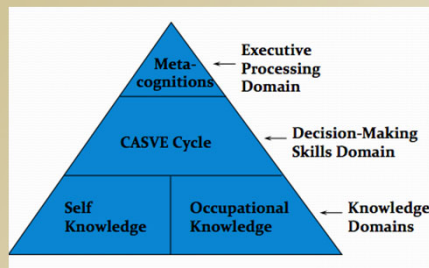 Meta-
cognitions
Executive
Processing
Domain
CASVE Cycle
Decision-Making
Skills Domain
Self
Knowledge
Occupational
Knowledge
Knowledge
Domains